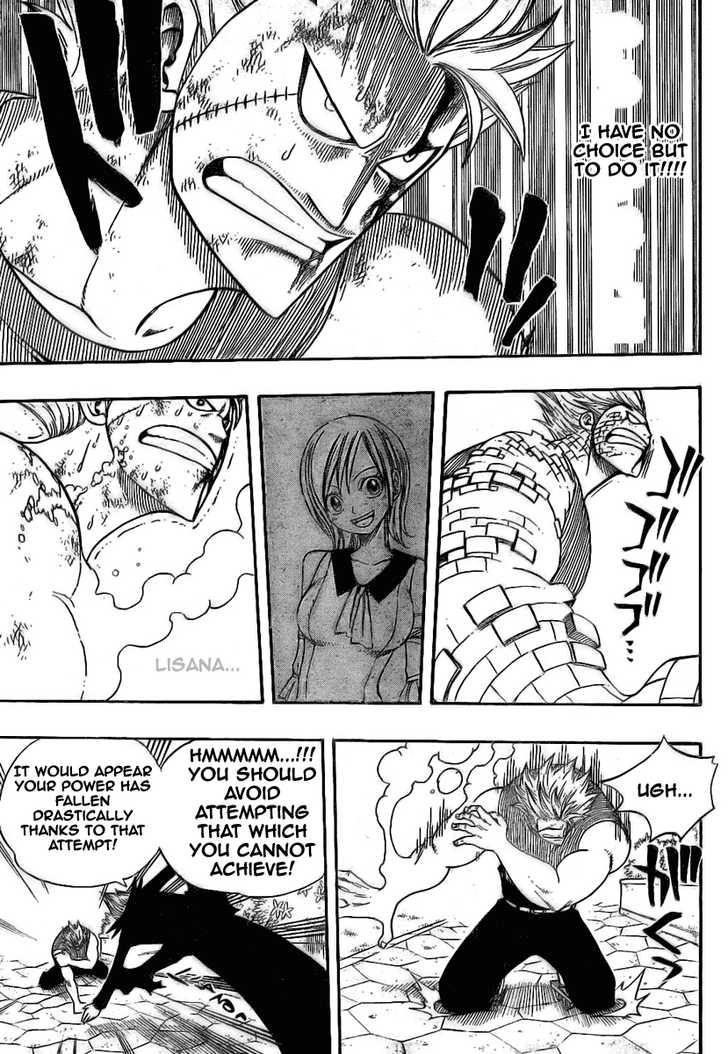 I HAVE NO
CHOICE BUT
TO DO IT!!!!
LISANA...
UGH...
HMMMMM...!!!
YOU SHOULD
AVOID
ATTEMPTING
THAT WHICH
YOU CANNOT
ACHIEVE!
IT WOULD APPEAR
YOUR POWER HAS
FALLEN
DRASTICALLY
THANKS TO THAT
ATTEMPT!